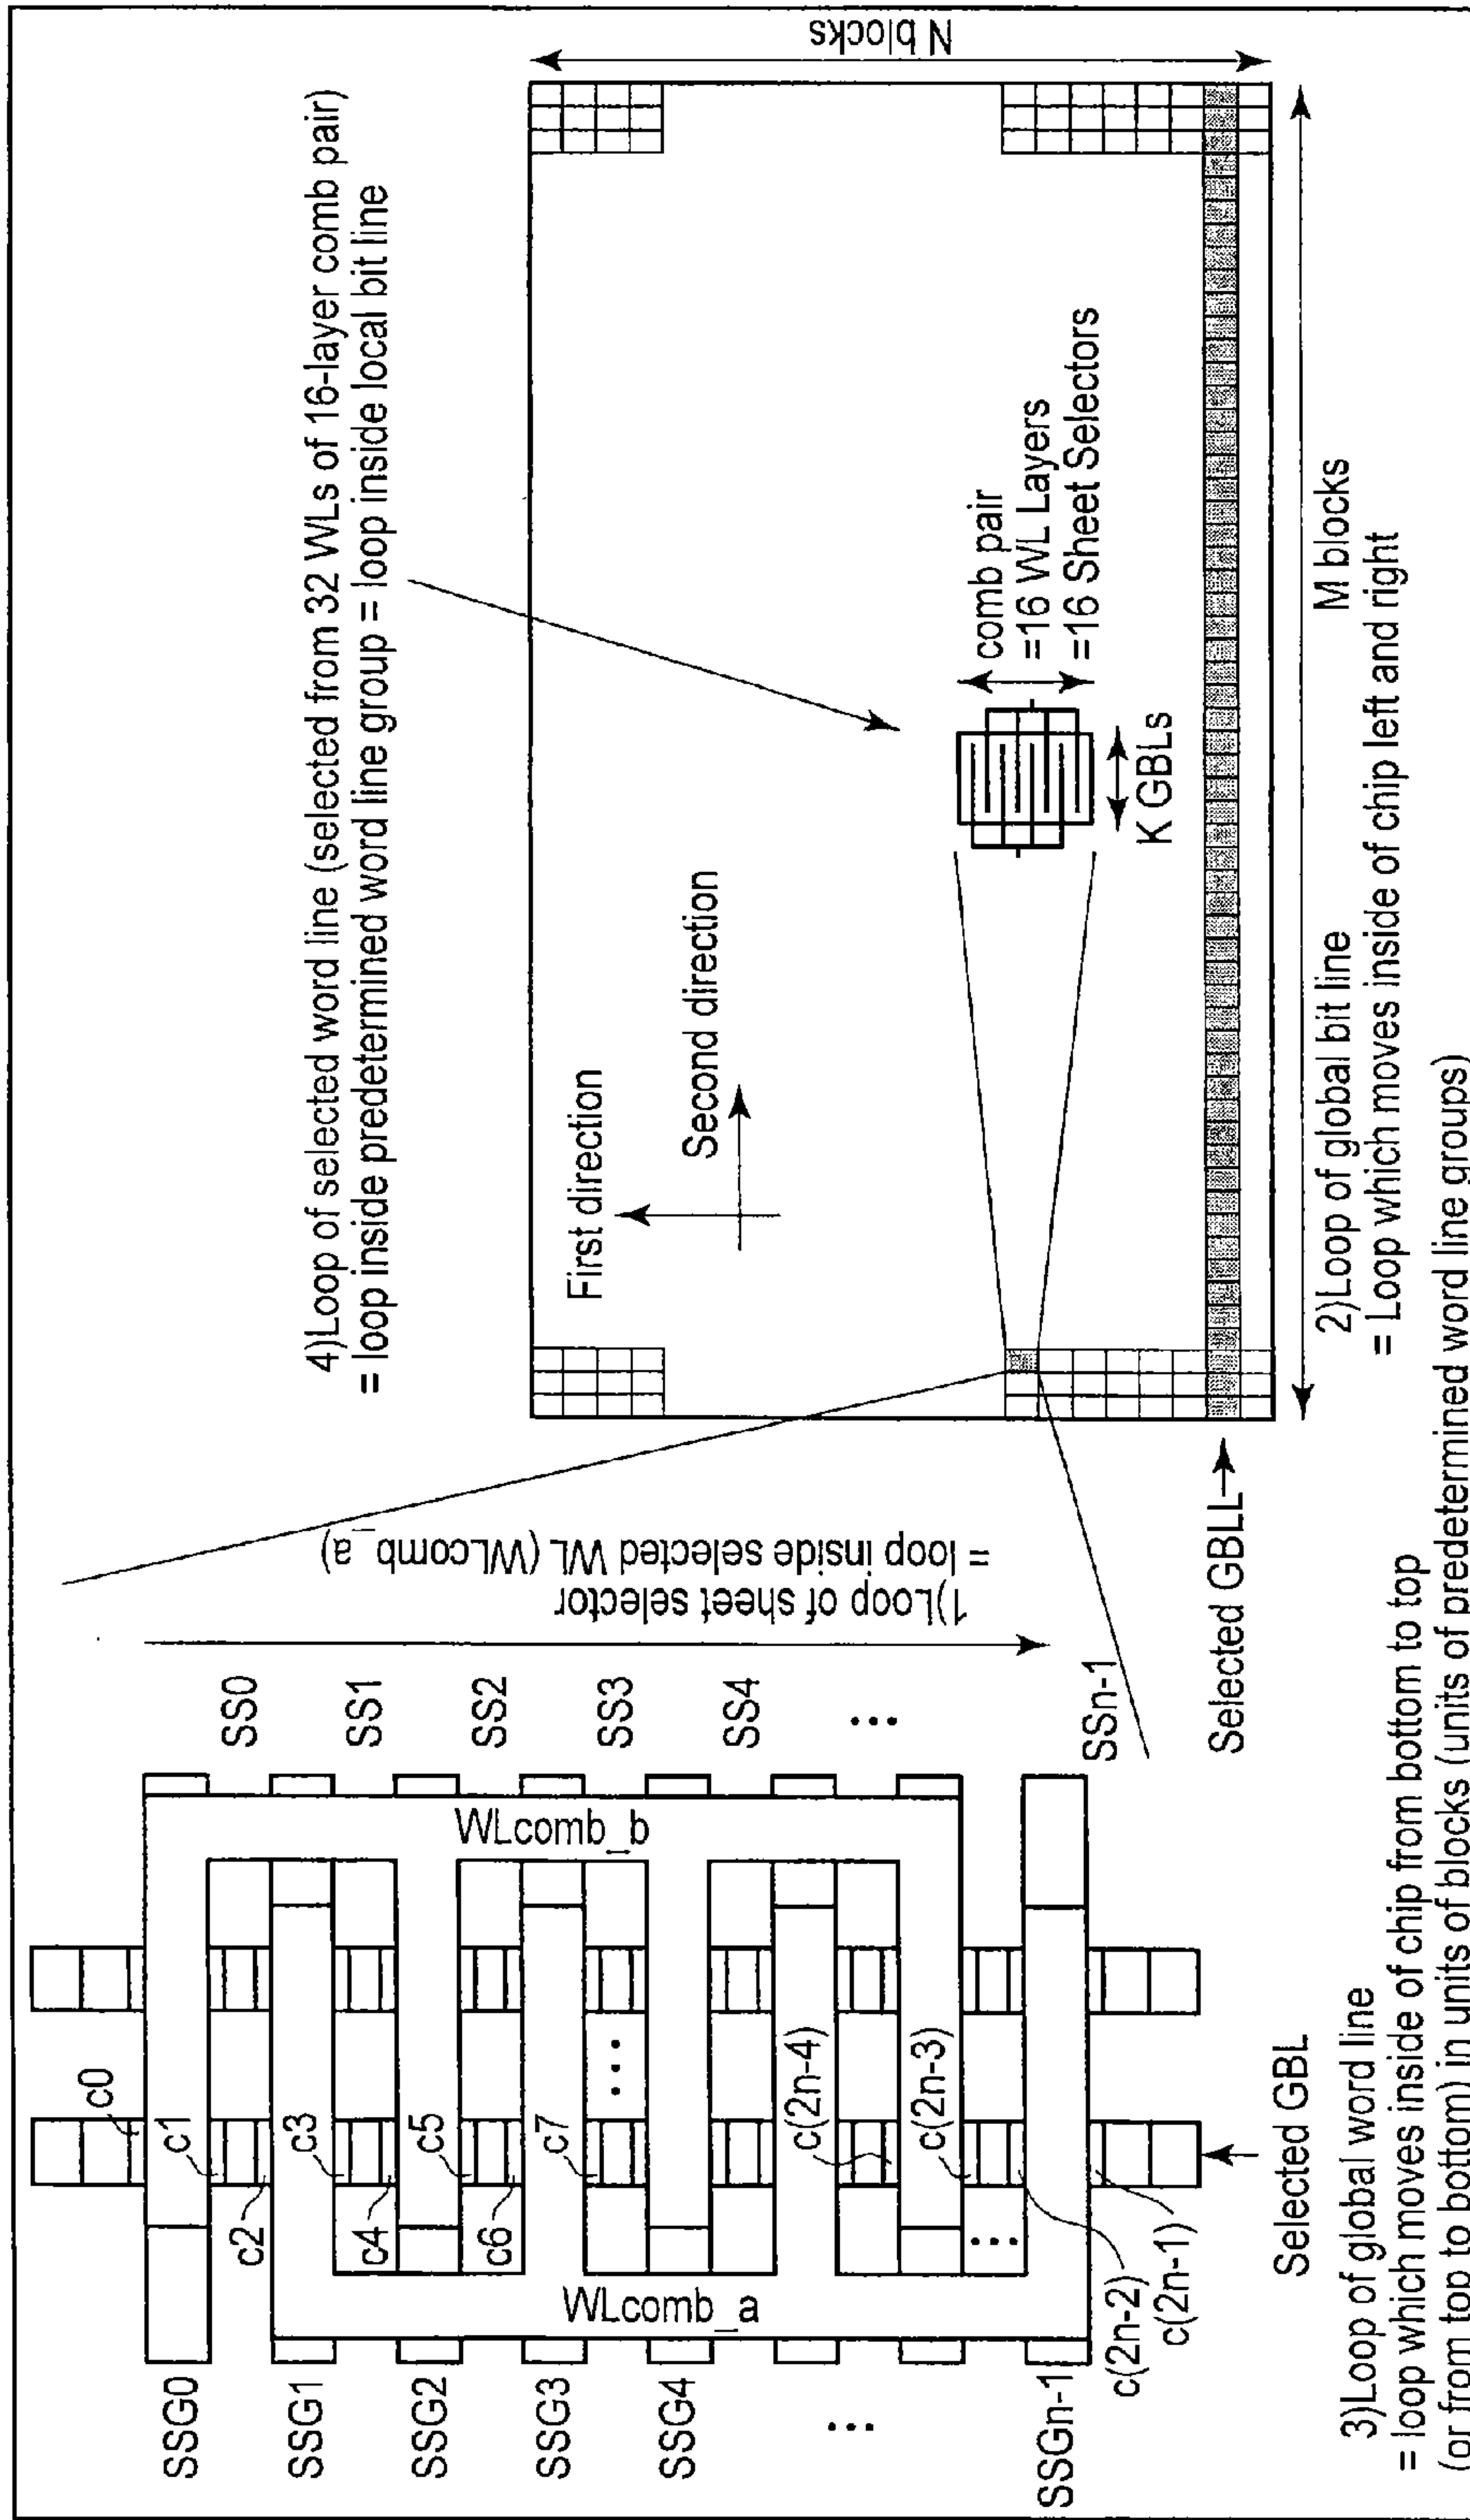 SSG0
SSG1
SSG2
SSG3
SSG4
...
SSGn-1
c0
c1
c2
c3
c4
c5
c6
c7
...
c(2n-4)
c(2n-3)
...
c(2n-2)
c(2n-1)
WLcomb_a
WLcomb_b
SS0
SS1
SS2
SS3
SS4
...
SSn-1
Selected GBL
1)Loop of sheet selector
= loop inside selected WL (WLcomb_a)
4)Loop of selected word line (selected from 32 WLs of 16-layer comb pair)
= loop inside predetermined word line group = loop inside local bit line
First direction
Second direction
comb pair
=16 WL Layers
=16 Sheet Selectors
K GBLs
N blocks
M blocks
Selected GBLL
2)Loop of global bit line
= Loop which moves inside of chip left and right
3)Loop of global word line
= loop which moves inside of chip from bottom to top
(or from top to bottom) in units of blocks (units of predetermined word line groups)